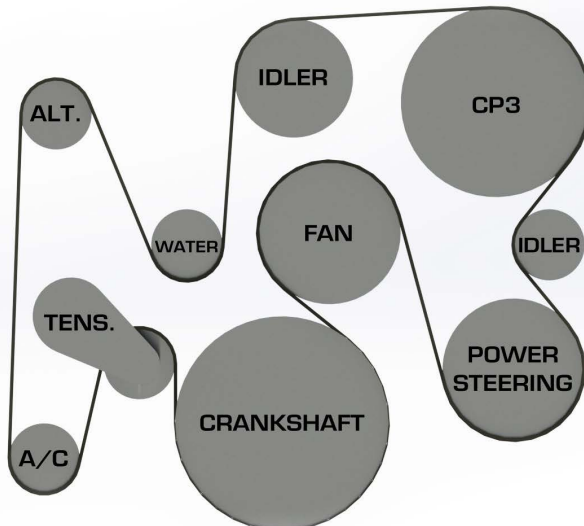 IDLER
CP3
ALT.
WATER
FAN
IDLER
TENS.
POWER
STEERING
CRANKSHAFT
A/C